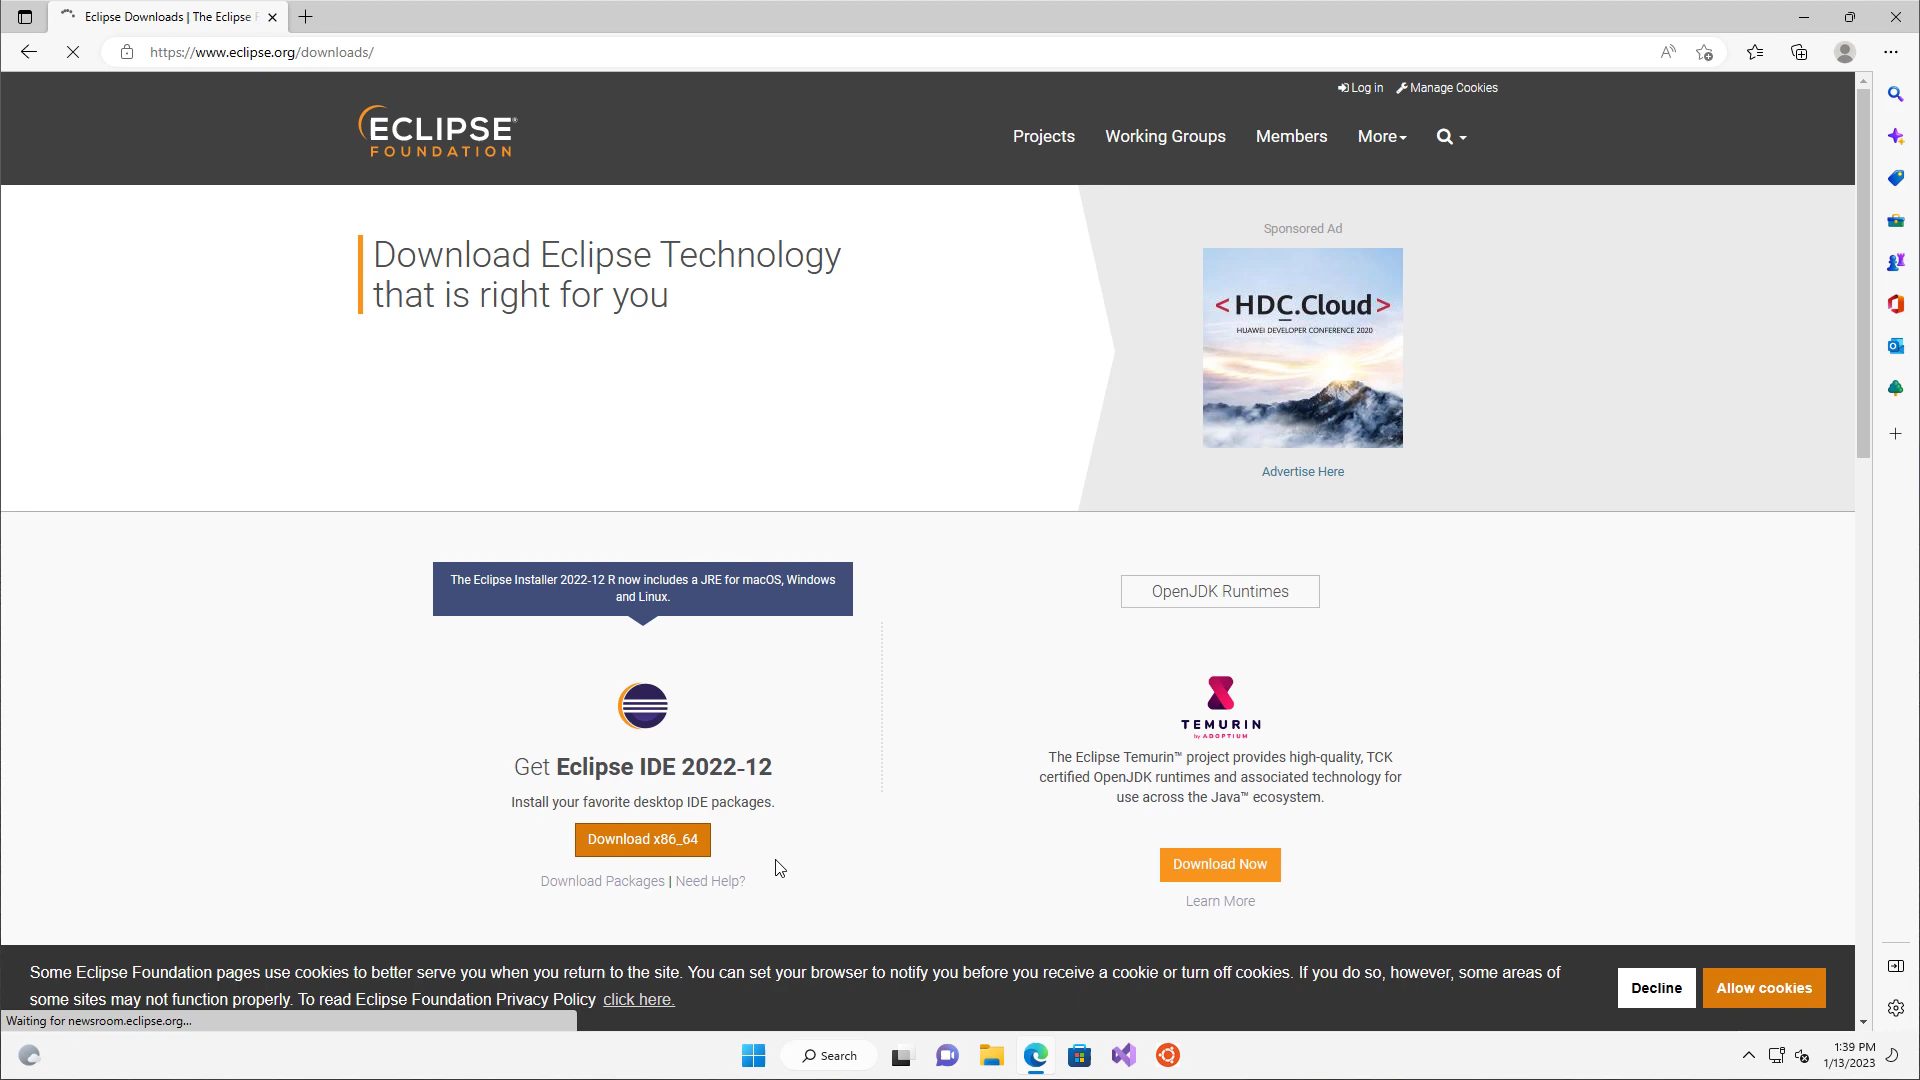 Eclipse Downloads | The Eclipse F
https://www.eclipse.org/downloads/
Log in
Manage Cookies
ECLIPSE®
FOUNDATION
Projects
Working Groups
Members
More
Download Eclipse Technology
that is right for you
Sponsored Ad
<HDC.Cloud>
HUAWEI DEVELOPER CONFERENCE 2020
Advertise Here
The Eclipse Installer 2022-12 R now includes a JRE for macOS, Windows
and Linux.
Get Eclipse IDE 2022-12
Install your favorite desktop IDE packages.
Download x86_64
Download Packages | Need Help?
OpenJDK Runtimes
TEMURIN
by ADOPTIUM
The Eclipse Temurin™ project provides high-quality, TCK
certified OpenJDK runtimes and associated technology for
use across the Java™ ecosystem.
Download Now
Learn More
Some Eclipse Foundation pages use cookies to better serve you when you return to the site. You can set your browser to notify you before you receive a cookie or turn off cookies. If you do so, however, some areas of
some sites may not function properly. To read Eclipse Foundation Privacy Policy click here.
Decline
Allow cookies
Waiting for newsroom.eclipse.org...
Search
1:39 PM
1/13/2023